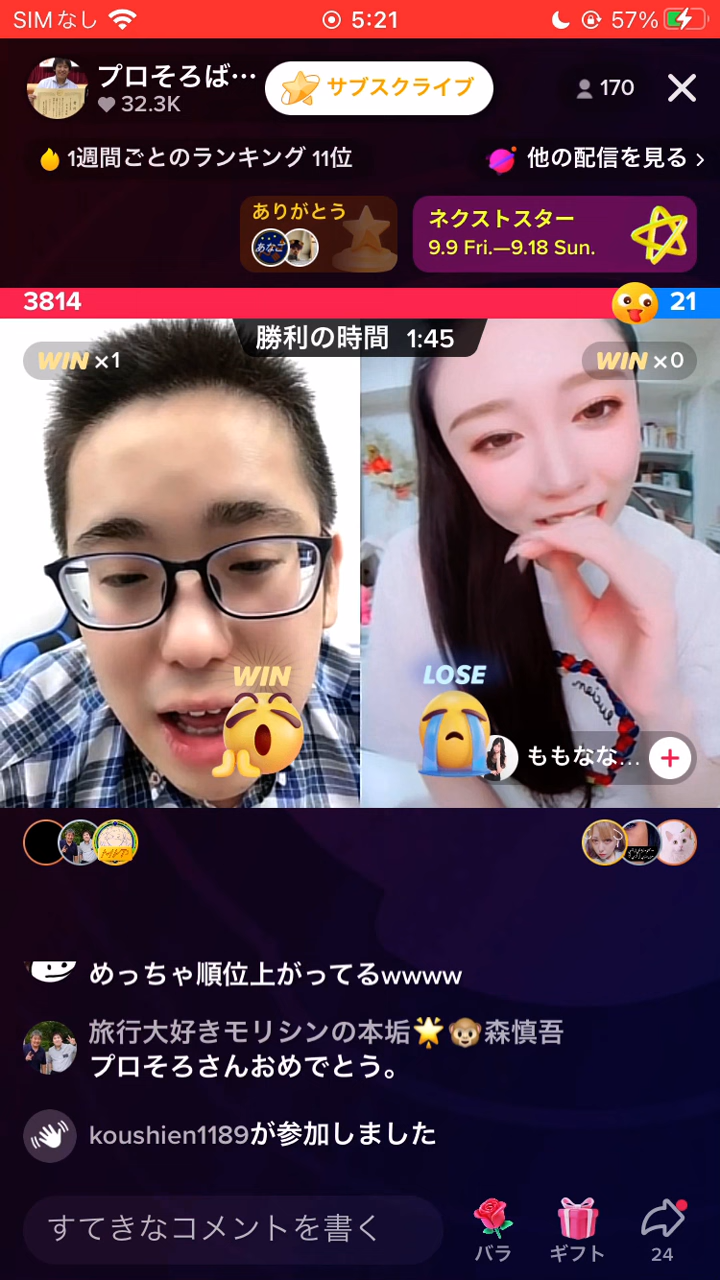 SIMなし 5:21 57%
プロそろば… サブスクライブ 170
32.3K
1週間ごとのランキング 11位 他の配信を見る ›
ありがとう ネクストスター
あなご 9.9 Fri.—9.18 Sun.
3814 21
勝利の時間 1:45
WIN ×1 WIN ×0
WIN LOSE
ももなな…
めっちゃ順位上がってるwwww
旅行大好きモリシンの本垢🌟🐵森慎吾
プロそろさんおめでとう。
koushien1189が参加しました
すてきなコメントを書く
バラ ギフト 24